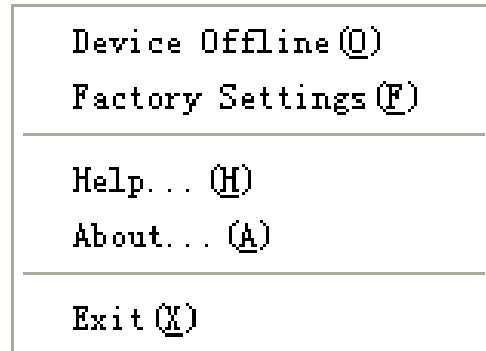 Device Offline(O)
Factory Settings(F)
Help...(H)
About...(A)
Exit(X)